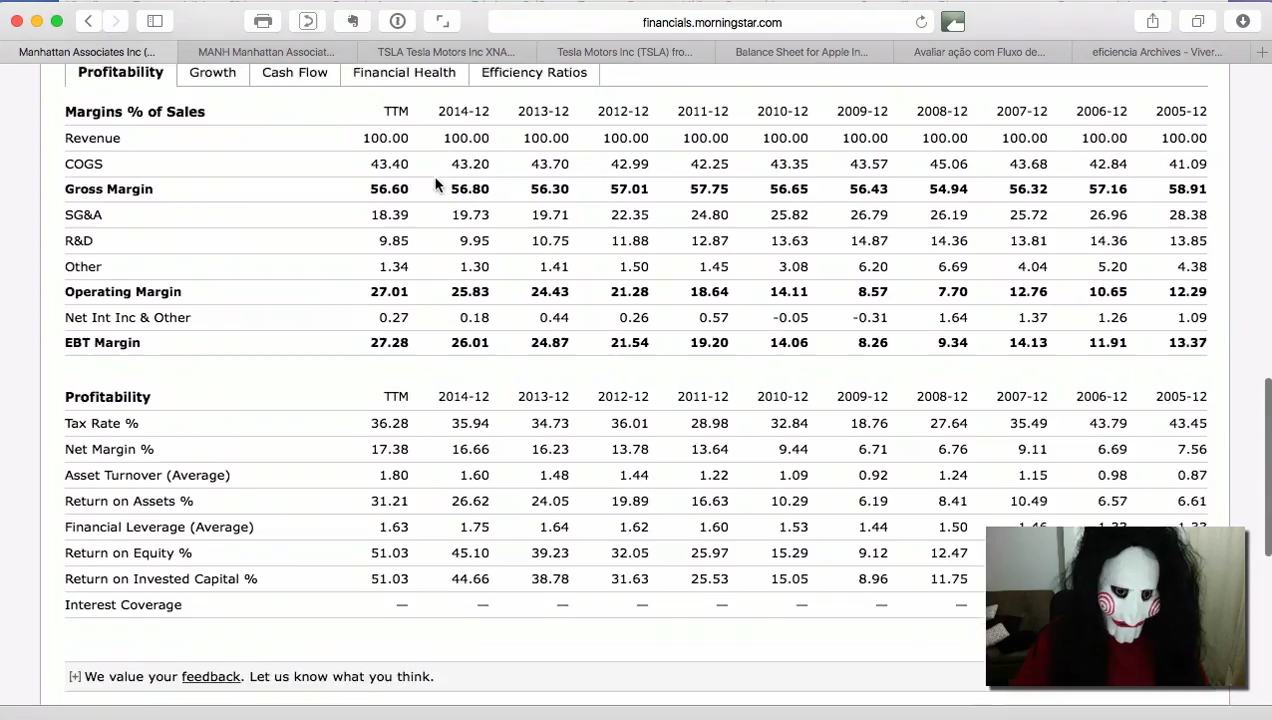 financials.morningstar.com
Manhattan Associates Inc (... MANH Manhattan Associat... TSLA Tesla Motors Inc XNA... Tesla Motors Inc (TSLA) fro... Balance Sheet for Apple In... Avaliar ação com Fluxo de... eficiencia Archives - Viver...
Profitability Growth Cash Flow Financial Health Efficiency Ratios
Margins % of Sales TTM 2014-12 2013-12 2012-12 2011-12 2010-12 2009-12 2008-12 2007-12 2006-12 2005-12
Revenue 100.00 100.00 100.00 100.00 100.00 100.00 100.00 100.00 100.00 100.00 100.00
COGS 43.40 43.20 43.70 42.99 42.25 43.35 43.57 45.06 43.68 42.84 41.09
Gross Margin 56.60 56.80 56.30 57.01 57.75 56.65 56.43 54.94 56.32 57.16 58.91
SG&A 18.39 19.73 19.71 22.35 24.80 25.82 26.79 26.19 25.72 26.96 28.38
R&D 9.85 9.95 10.75 11.88 12.87 13.63 14.87 14.36 13.81 14.36 13.85
Other 1.34 1.30 1.41 1.50 1.45 3.08 6.20 6.69 4.04 5.20 4.38
Operating Margin 27.01 25.83 24.43 21.28 18.64 14.11 8.57 7.70 12.76 10.65 12.29
Net Int Inc & Other 0.27 0.18 0.44 0.26 0.57 -0.05 -0.31 1.64 1.37 1.26 1.09
EBT Margin 27.28 26.01 24.87 21.54 19.20 14.06 8.26 9.34 14.13 11.91 13.37
Profitability TTM 2014-12 2013-12 2012-12 2011-12 2010-12 2009-12 2008-12 2007-12 2006-12 2005-12
Tax Rate % 36.28 35.94 34.73 36.01 28.98 32.84 18.76 27.64 35.49 43.79 43.45
Net Margin % 17.38 16.66 16.23 13.78 13.64 9.44 6.71 6.76 9.11 6.69 7.56
Asset Turnover (Average) 1.80 1.60 1.48 1.44 1.22 1.09 0.92 1.24 1.15 0.98 0.87
Return on Assets % 31.21 26.62 24.05 19.89 16.63 10.29 6.19 8.41 10.49 6.57 6.61
Financial Leverage (Average) 1.63 1.75 1.64 1.62 1.60 1.53 1.44 1.50
Return on Equity % 51.03 45.10 39.23 32.05 25.97 15.29 9.12 12.47
Return on Invested Capital % 51.03 44.66 38.78 31.63 25.53 15.05 8.96 11.75
Interest Coverage — — — — — — — —
[+] We value your feedback. Let us know what you think.